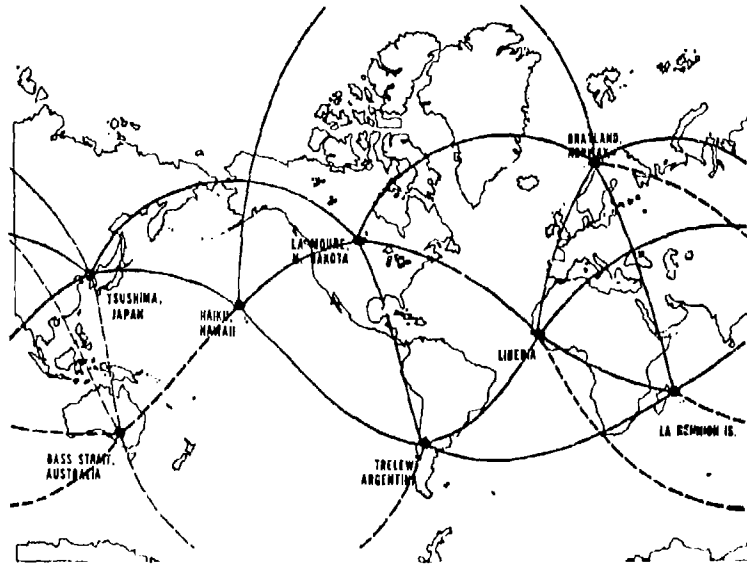 BRATLAND,
NORWAY
LA MOURE,
N. DAKOTA
TSUSHIMA,
JAPAN
HAIKU,
HAWAII
LIBERIA
LA REUNION IS.
BASS STRAIT,
AUSTRALIA
TRELEW,
ARGENTINA